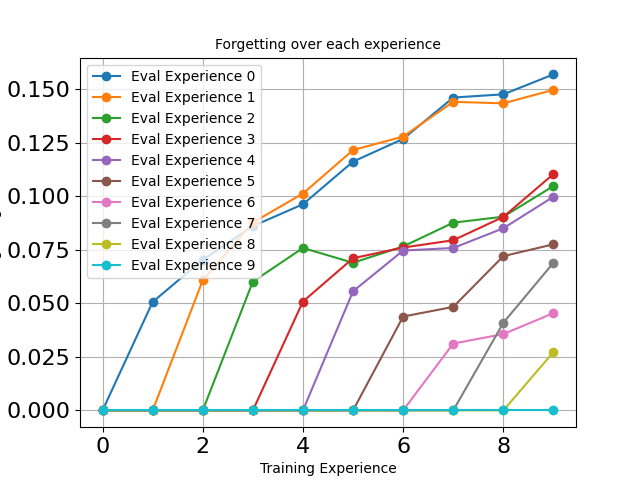 Forgetting over each experience
0.150
0.125
0.100
0.075
0.050
0.025
0.000
Eval Experience 0
Eval Experience 1
Eval Experience 2
Eval Experience 3
Eval Experience 4
Eval Experience 5
Eval Experience 6
Eval Experience 7
Eval Experience 8
Eval Experience 9
0 2 4 6 8
Training Experience